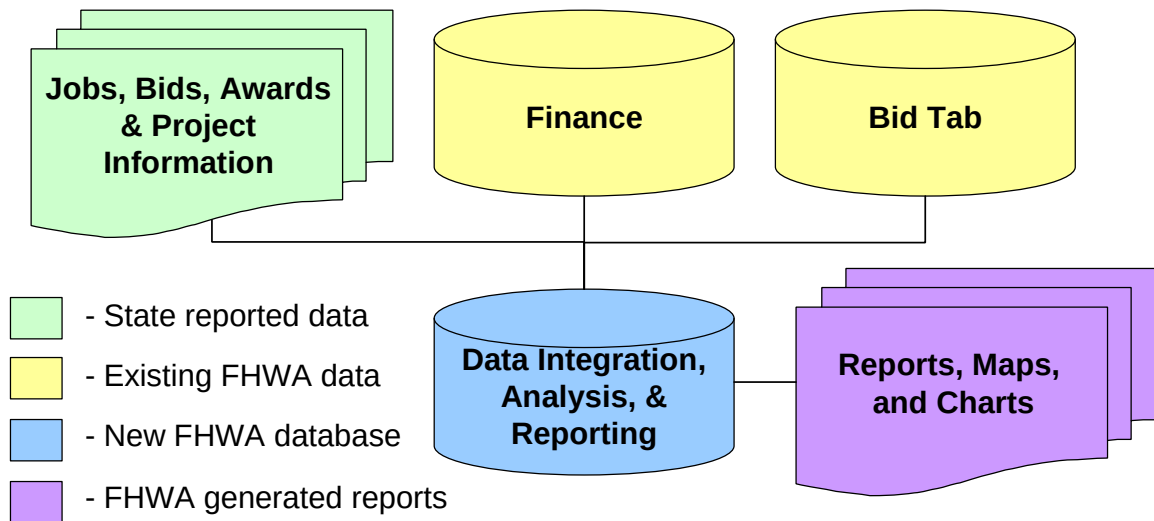 Jobs, Bids, Awards
& Project
Information
Finance
Bid Tab
- State reported data
- Existing FHWA data
- New FHWA database
- FHWA generated reports
Data Integration,
Analysis, &
Reporting
Reports, Maps,
and Charts